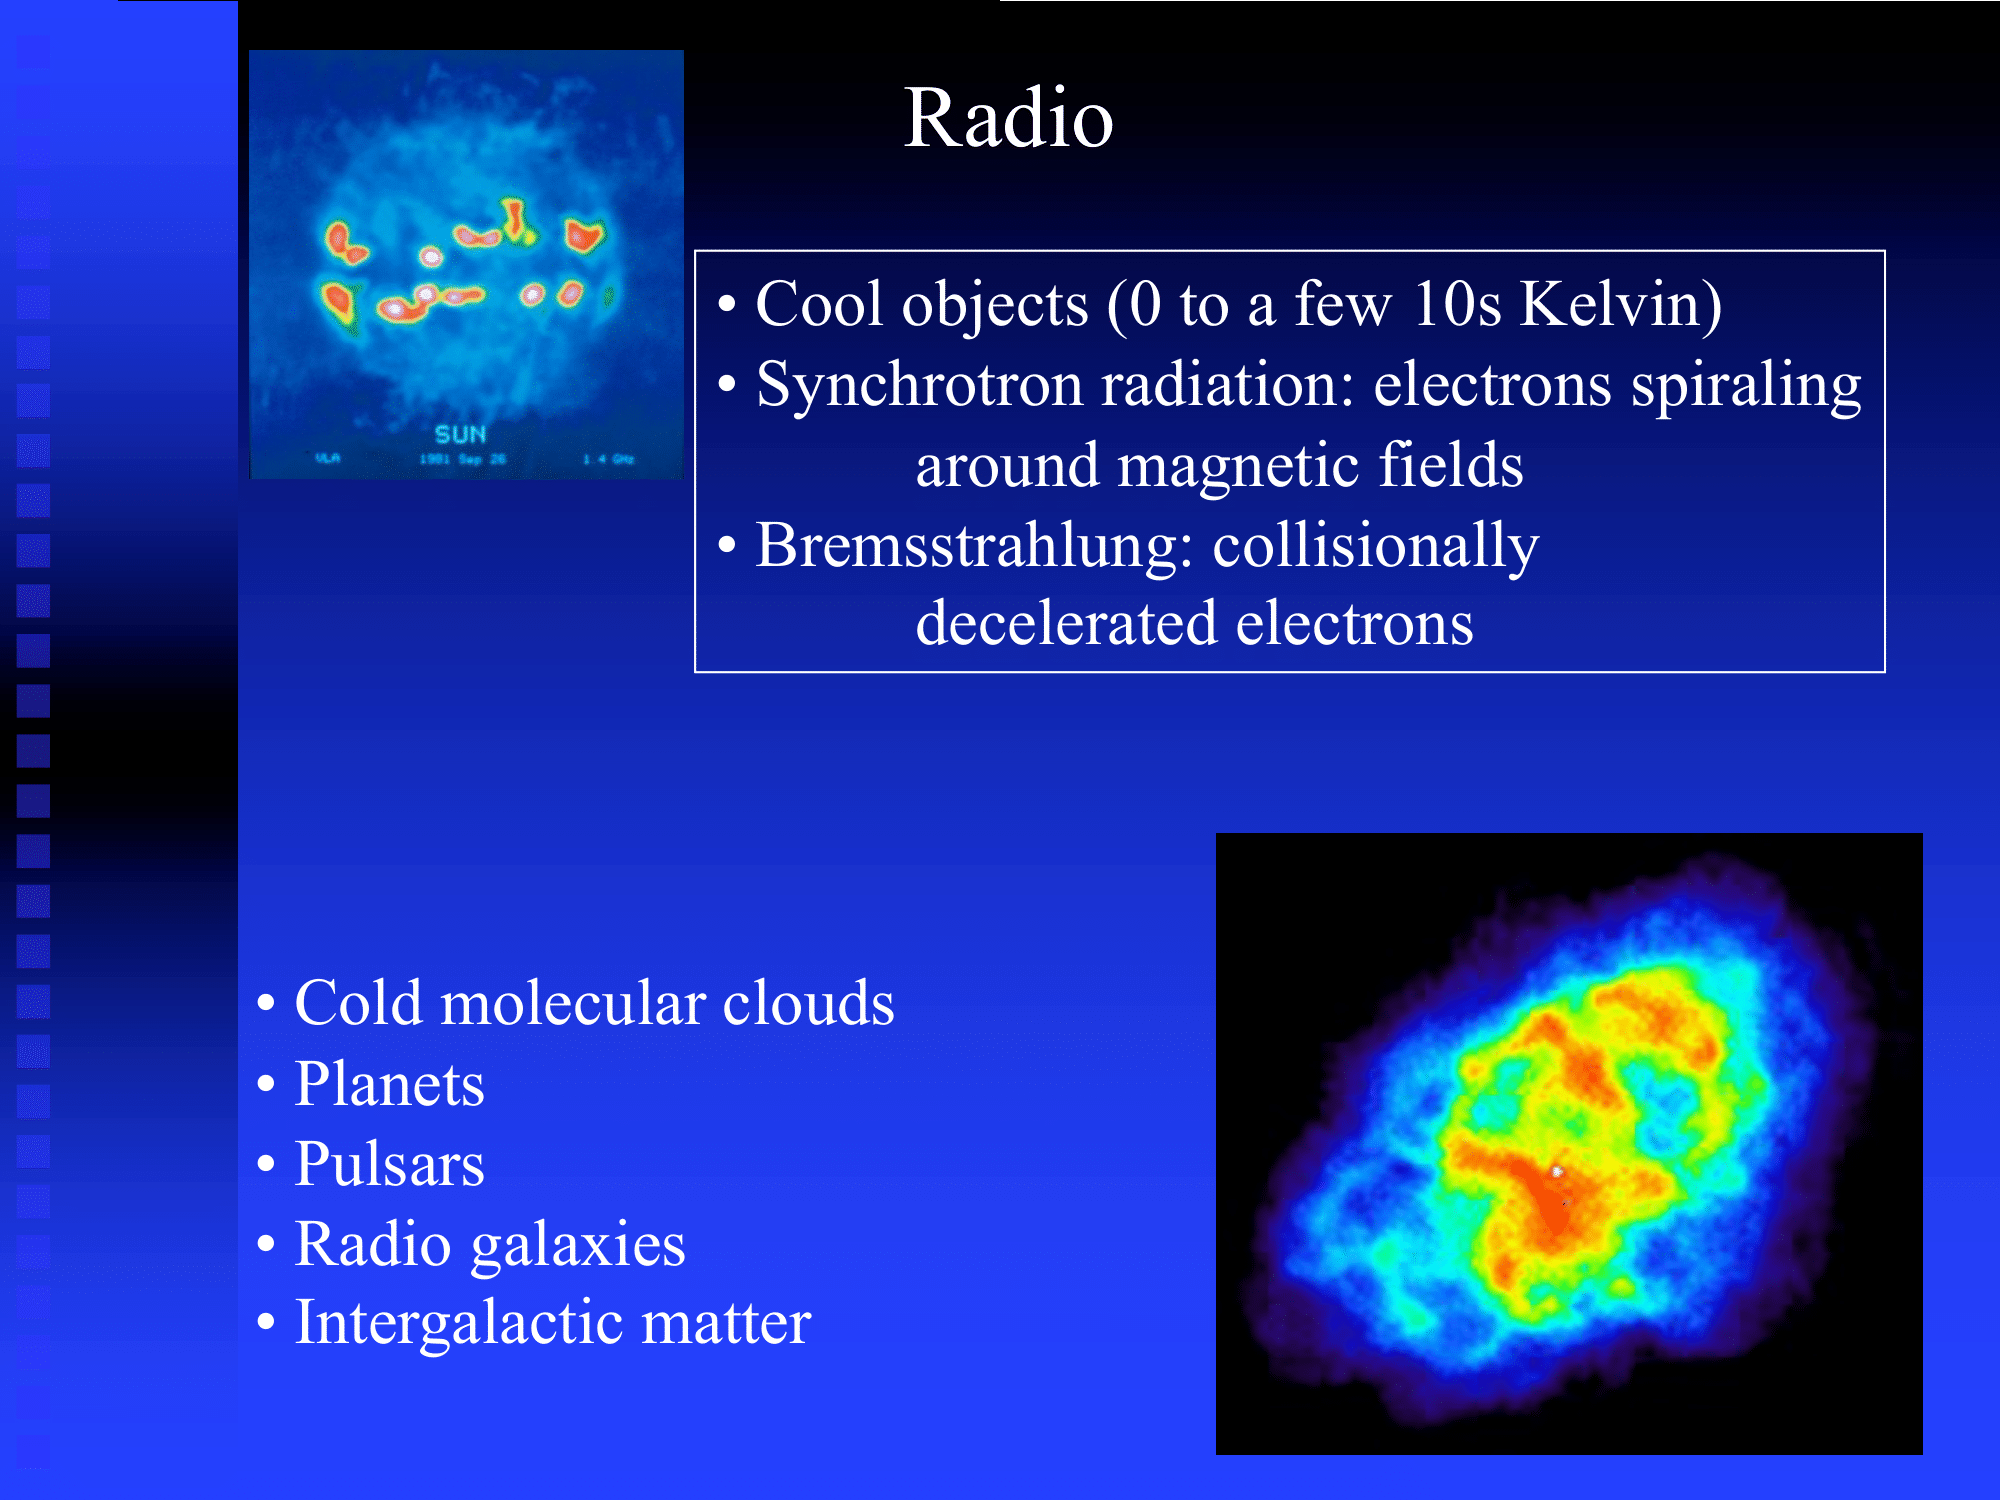 Radio
SUN
VLA 1981 Sep 26 1.4 GHz
• Cool objects (0 to a few 10s Kelvin)
• Synchrotron radiation: electrons spiraling
around magnetic fields
• Bremsstrahlung: collisionally
decelerated electrons
• Cold molecular clouds
• Planets
• Pulsars
• Radio galaxies
• Intergalactic matter